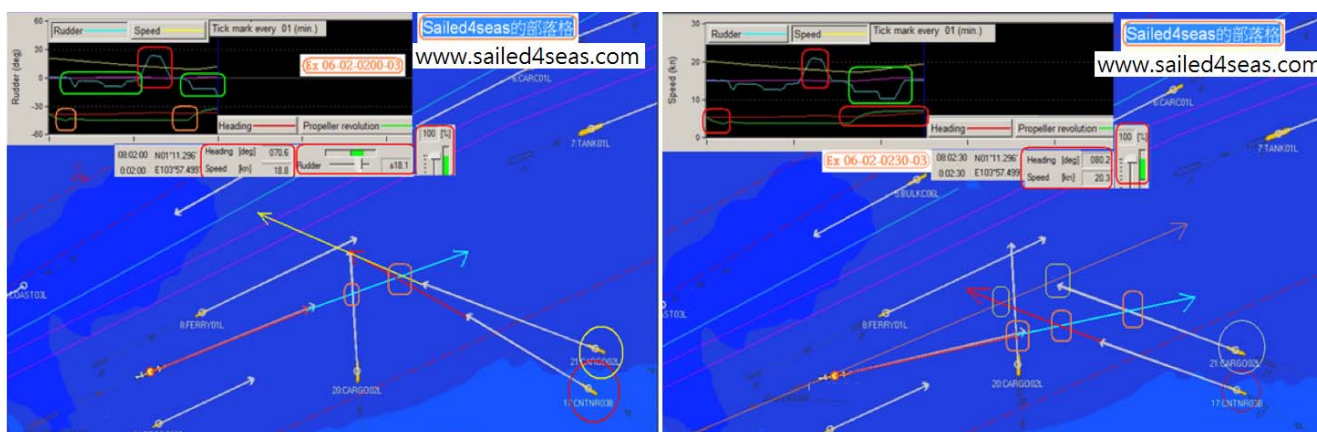 60
30
0
-30
-60
Rudder (deg)
Rudder
Speed
Tick mark every 01 (min.)
Ex 06-02-0200-03
Heading
Propeller revolution
100 [%]
08:02:00 N01°11.296'
0:02:00 E103°57.499'
Heading [deg] 070.6
Speed [kn] 18.8
Rudder s18.1
Sailed4seas的部落格
www.sailed4seas.com
6:CARC01L
7:TANK01L
8:FERRY01L
20:CARGO02L
21:CARGO02L
17:CNTNR03B
30
20
10
0
Speed (kn)
Rudder
Speed
Tick mark every 01 (min.)
Heading
Propeller revolution
100 [%]
Ex 06-02-0230-03
08:02:30 N01°11.296'
0:02:30 E103°57.499'
Heading [deg] 080.2
Speed [kn] 20.3
Sailed4seas的部落格
www.sailed4seas.com
6:CARC01L
7:TANK01L
5:BULKC06L
8:FERRY01L
20:CARGO02L
21:CARGO02L
17:CNTNR03B